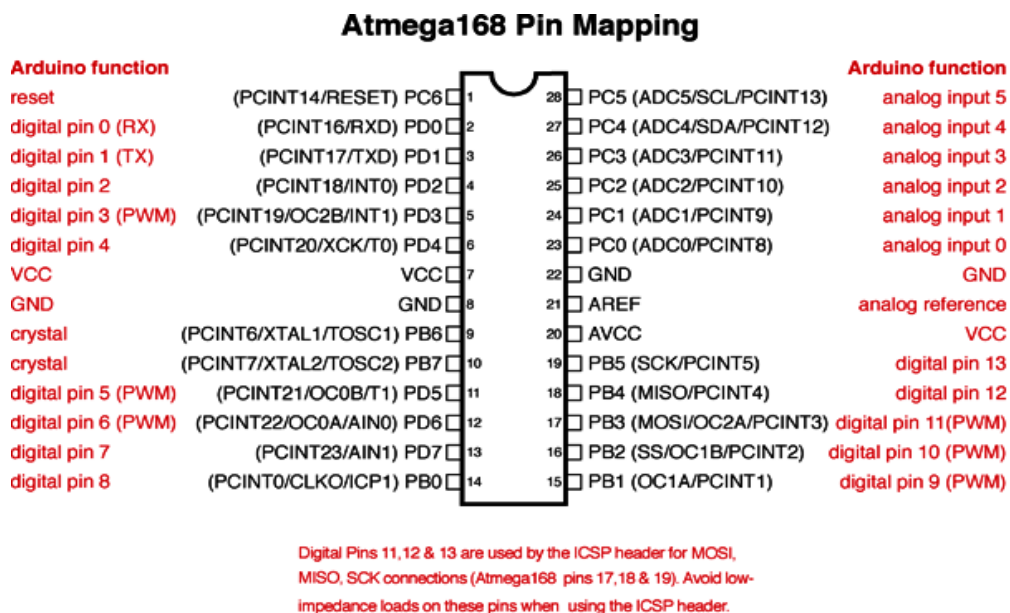 Atmega168 Pin Mapping
Arduino function Arduino function
reset (PCINT14/RESET) PC6 1 28 PC5 (ADC5/SCL/PCINT13) analog input 5
digital pin 0 (RX) (PCINT16/RXD) PD0 2 27 PC4 (ADC4/SDA/PCINT12) analog input 4
digital pin 1 (TX) (PCINT17/TXD) PD1 3 26 PC3 (ADC3/PCINT11) analog input 3
digital pin 2 (PCINT18/INT0) PD2 4 25 PC2 (ADC2/PCINT10) analog input 2
digital pin 3 (PWM) (PCINT19/OC2B/INT1) PD3 5 24 PC1 (ADC1/PCINT9) analog input 1
digital pin 4 (PCINT20/XCK/T0) PD4 6 23 PC0 (ADC0/PCINT8) analog input 0
VCC VCC 7 22 GND GND
GND GND 8 21 AREF analog reference
crystal (PCINT6/XTAL1/TOSC1) PB6 9 20 AVCC VCC
crystal (PCINT7/XTAL2/TOSC2) PB7 10 19 PB5 (SCK/PCINT5) digital pin 13
digital pin 5 (PWM) (PCINT21/OC0B/T1) PD5 11 18 PB4 (MISO/PCINT4) digital pin 12
digital pin 6 (PWM) (PCINT22/OC0A/AIN0) PD6 12 17 PB3 (MOSI/OC2A/PCINT3) digital pin 11(PWM)
digital pin 7 (PCINT23/AIN1) PD7 13 16 PB2 (SS/OC1B/PCINT2) digital pin 10 (PWM)
digital pin 8 (PCINT0/CLKO/ICP1) PB0 14 15 PB1 (OC1A/PCINT1) digital pin 9 (PWM)
Digital Pins 11,12 & 13 are used by the ICSP header for MOSI,
MISO, SCK connections (Atmega168 pins 17,18 & 19). Avoid low-
impedance loads on these pins when using the ICSP header.